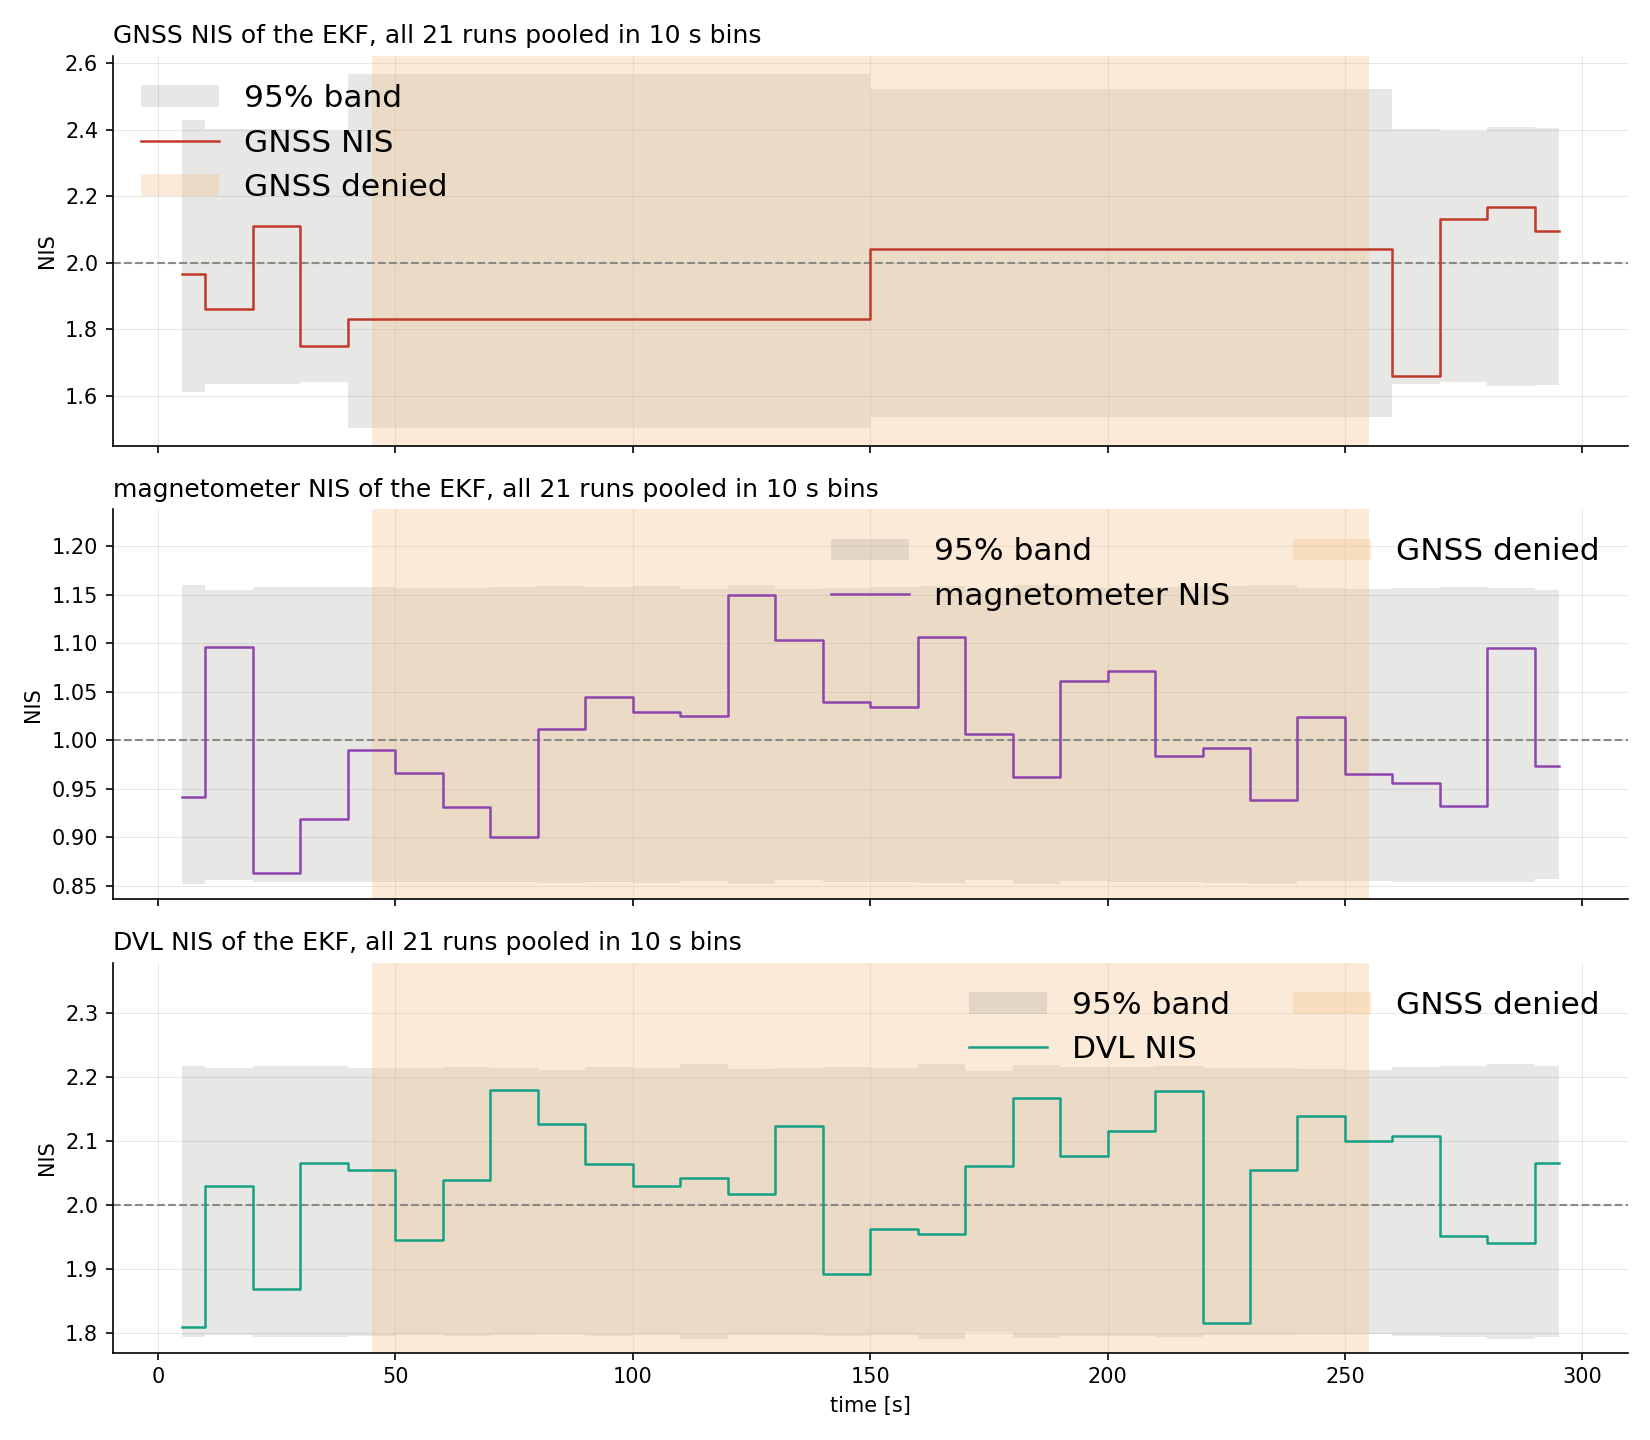 GNSS NIS of the EKF, all 21 runs pooled in 10 s bins
2.6
2.4
2.2
2.0
1.8
1.6
NIS
95% band
GNSS NIS
GNSS denied
magnetometer NIS of the EKF, all 21 runs pooled in 10 s bins
1.20
1.15
1.10
1.05
1.00
0.95
0.90
0.85
NIS
95% band
magnetometer NIS
GNSS denied
DVL NIS of the EKF, all 21 runs pooled in 10 s bins
2.3
2.2
2.1
2.0
1.9
1.8
NIS
95% band
DVL NIS
GNSS denied
0 50 100 150 200 250 300
time [s]